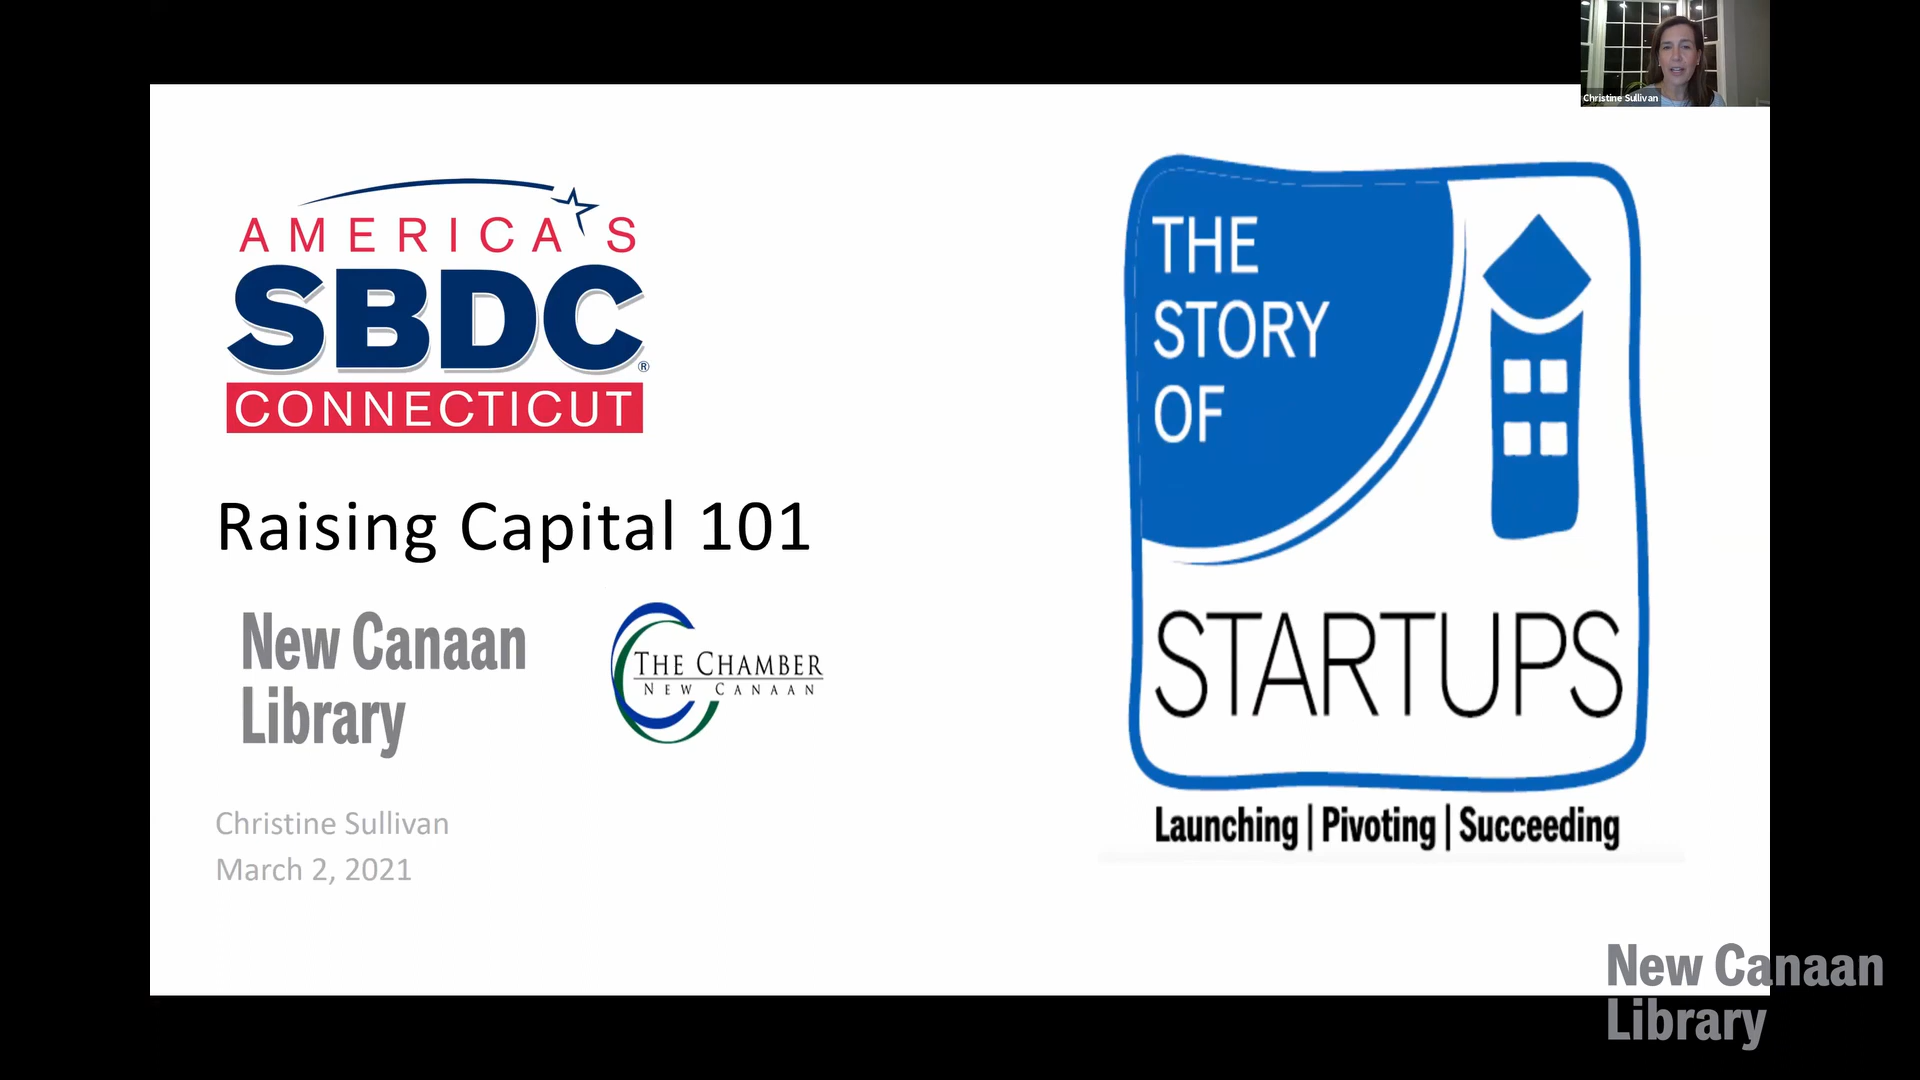 Christine Sullivan
AMERICA'S
SBDC®
CONNECTICUT
Raising Capital 101
New Canaan
Library
THE CHAMBER
NEW CANAAN
Christine Sullivan
March 2, 2021
THE
STORY
OF
STARTUPS
Launching | Pivoting | Succeeding
New Canaan
Library